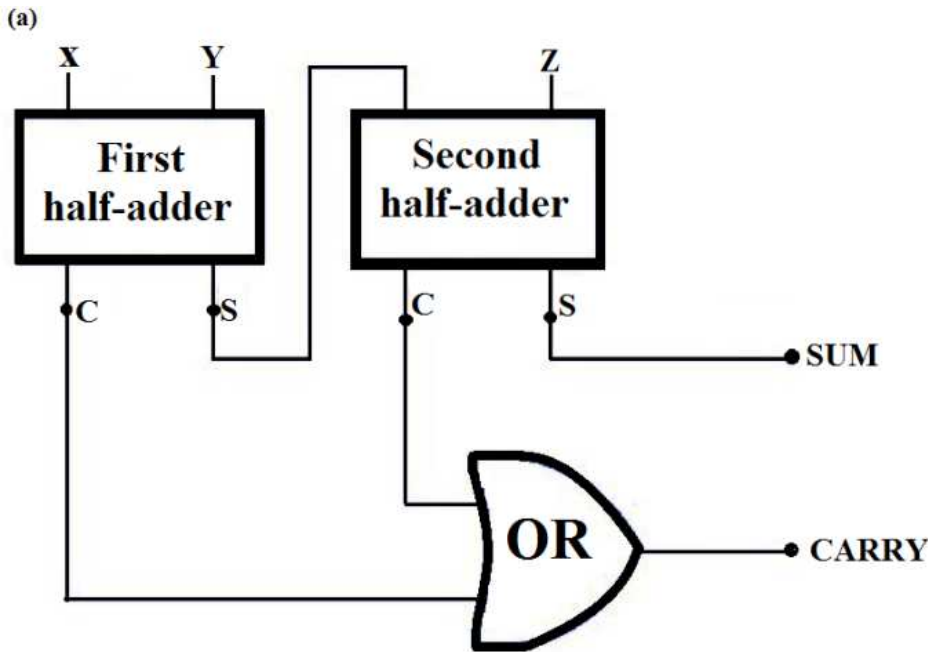 (a)
X Y Z
First
half-adder
Second
half-adder
C S C S
SUM
OR
CARRY